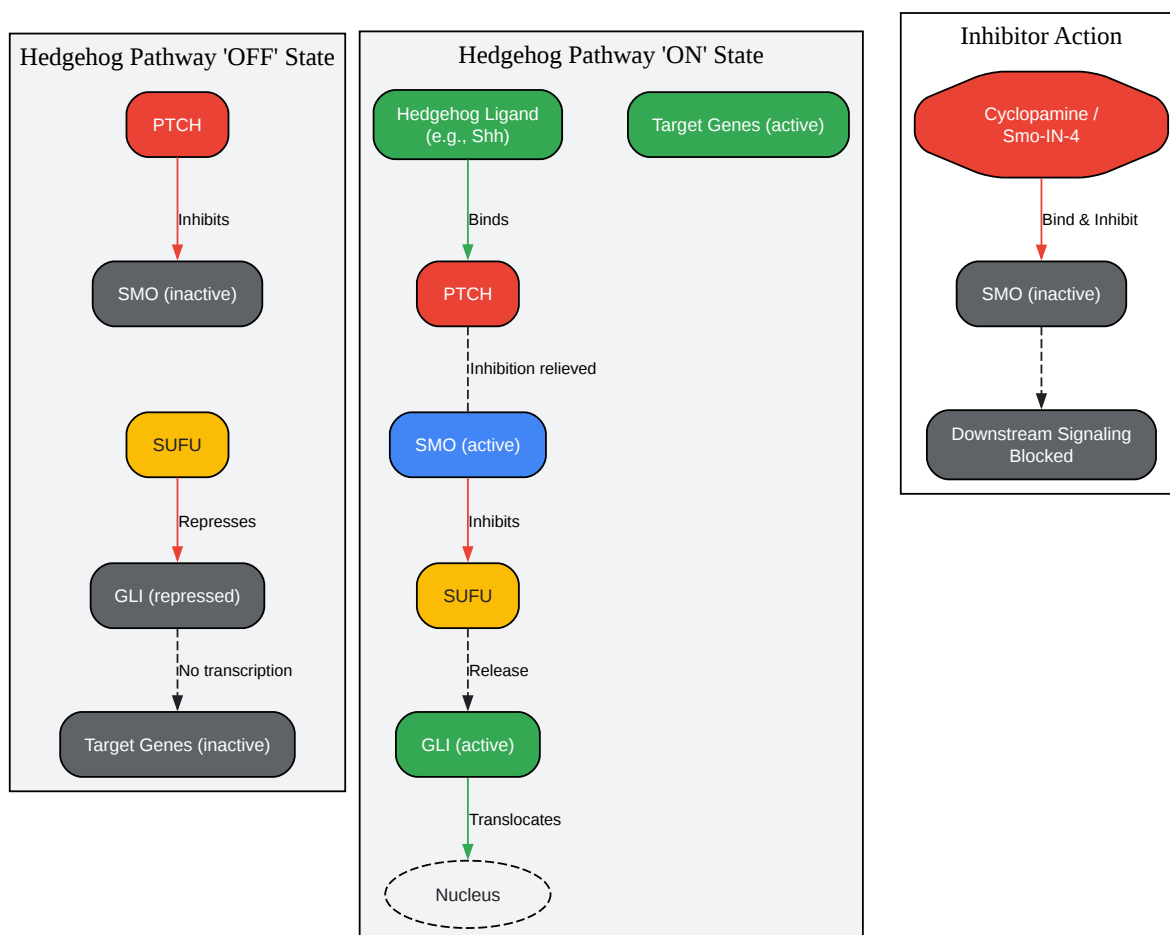 Hedgehog Pathway 'OFF' State
PTCH
Inhibits
SMO (inactive)
SUFU
Represses
GLI (repressed)
No transcription
Target Genes (inactive)
Hedgehog Pathway 'ON' State
Hedgehog Ligand
(e.g., Shh)
Target Genes (active)
Binds
PTCH
Inhibition relieved
SMO (active)
Inhibits
SUFU
Release
GLI (active)
Translocates
Nucleus
Inhibitor Action
Cyclopamine /
Smo-IN-4
Bind & Inhibit
SMO (inactive)
Downstream Signaling
Blocked